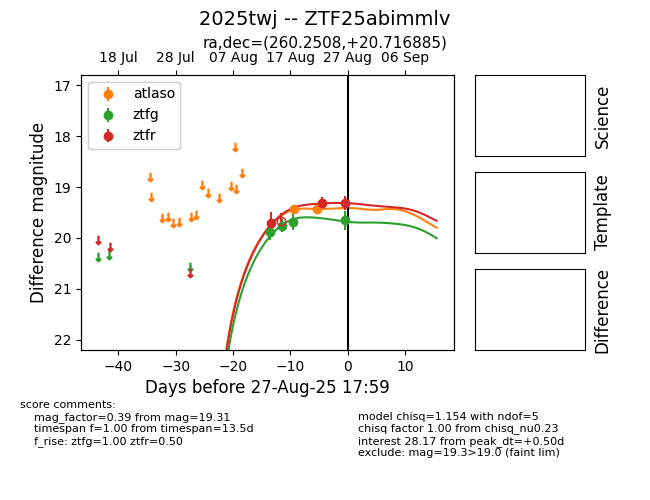 2025twj -- ZTF25abimmlv
ra,dec=(260.2508,+20.716885)
18 Jul 28 Jul 07 Aug 17 Aug 27 Aug 06 Sep
atlaso
ztfg
ztfr
17
18
19
20
21
22
Difference magnitude
−40 −30 −20 −10 0 10
Days before 27-Aug-25 17:59
Science
Template
Difference
score comments:
mag_factor=0.39 from mag=19.31
timespan f=1.00 from timespan=13.5d
f_rise: ztfg=1.00 ztfr=0.50
model chisq=1.154 with ndof=5
chisq factor 1.00 from chisq_nu0.23
interest 28.17 from peak_dt=+0.50d
exclude: mag=19.3>19.0 (faint lim)